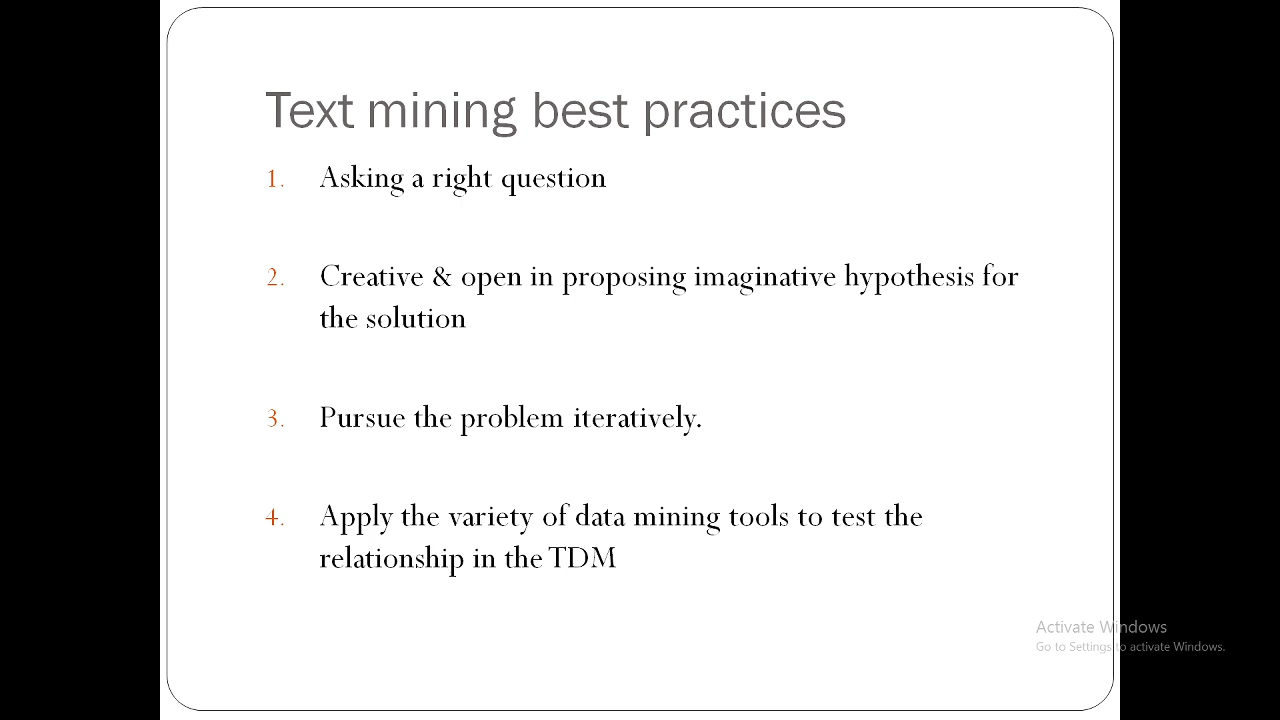 Text mining best practices
1. Asking a right question
2. Creative & open in proposing imaginative hypothesis for
the solution
3. Pursue the problem iteratively.
4. Apply the variety of data mining tools to test the
relationship in the TDM
Activate Windows
Go to Settings to activate Windows.